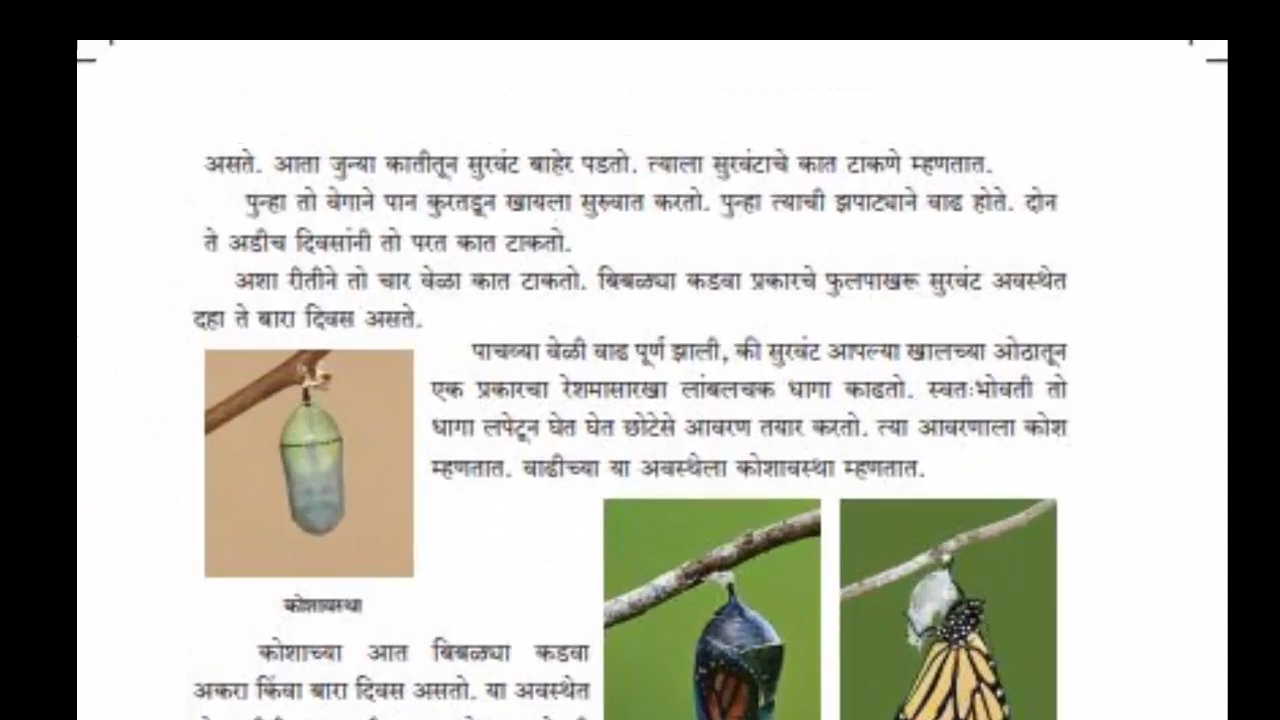 असते. आता जुन्या कातीतून सुरवंट बाहेर पडतो. त्याला सुरवंटाचे कात टाकणे म्हणतात.
पुन्हा तो वेगाने पान कुरतडून खायला सुरुवात करतो. पुन्हा त्याची झपाट्याने वाढ होते. दोन
ते अडीच दिवसांनी तो परत कात टाकतो.
अशा रीतीने तो चार वेळा कात टाकतो. बिबळ्या कडवा प्रकारचे फुलपाखरू सुरवंट अवस्थेत
दहा ते बारा दिवस असते.
पाचव्या वेळी वाढ पूर्ण झाली, की सुरवंट आपल्या खालच्या ओठातून
एक प्रकारचा रेशमासारखा लांबलचक धागा काढतो. स्वतःभोवती तो
धागा लपेटून घेत घेत छोटेसे आवरण तयार करतो. त्या आवरणाला कोश
म्हणतात. वाढीच्या या अवस्थेला कोशावस्था म्हणतात.
कोशावस्था
कोशाच्या आत बिबळ्या कडवा
अकरा किंवा बारा दिवस असतो. या अवस्थेत